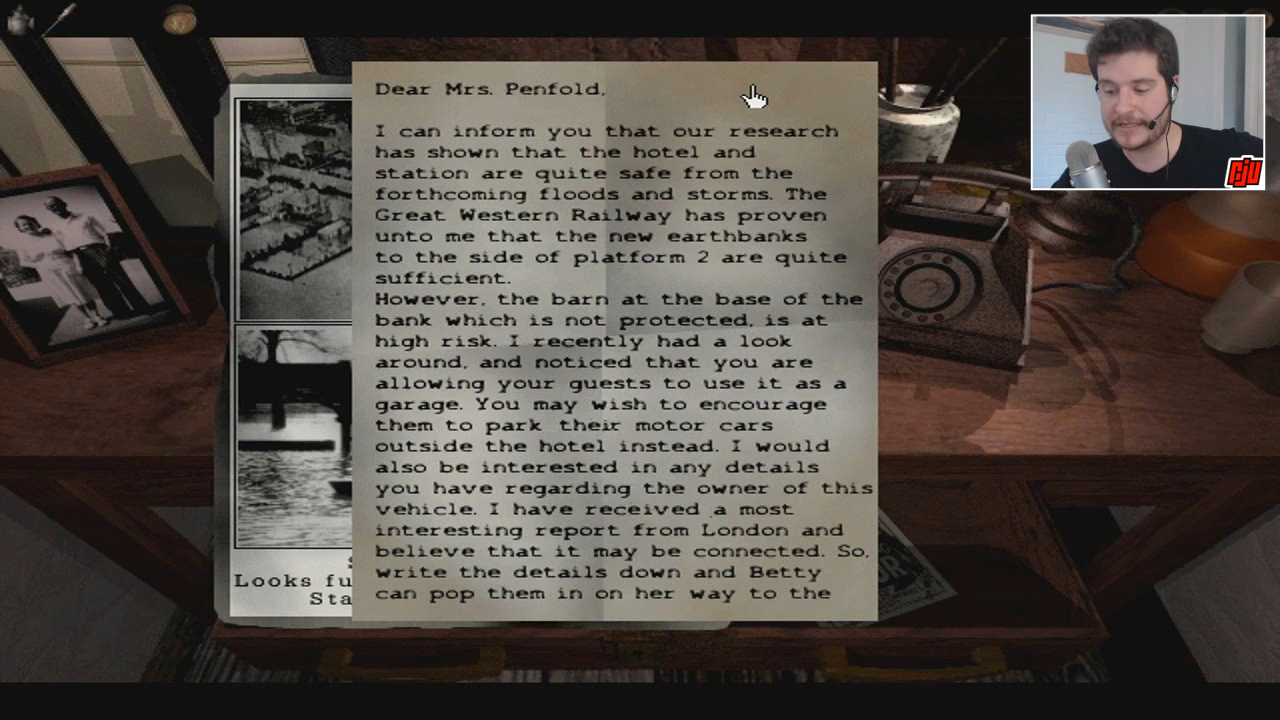 Dear Mrs. Penfold,
I can inform you that our research
has shown that the hotel and
station are quite safe from the
forthcoming floods and storms. The
Great Western Railway has proven
unto me that the new earthbanks
to the side of platform 2 are quite
sufficient.
However, the barn at the base of the
bank which is not protected, is at
high risk. I recently had a look
around, and noticed that you are
allowing your guests to use it as a
garage. You may wish to encourage
them to park their motor cars
outside the hotel instead. I would
also be interested in any details
you have regarding the owner of this
vehicle. I have received a most
interesting report from London and
believe that it may be connected. So,
write the details down and Betty
can pop them in on her way to the
Looks fu
Sta
rju